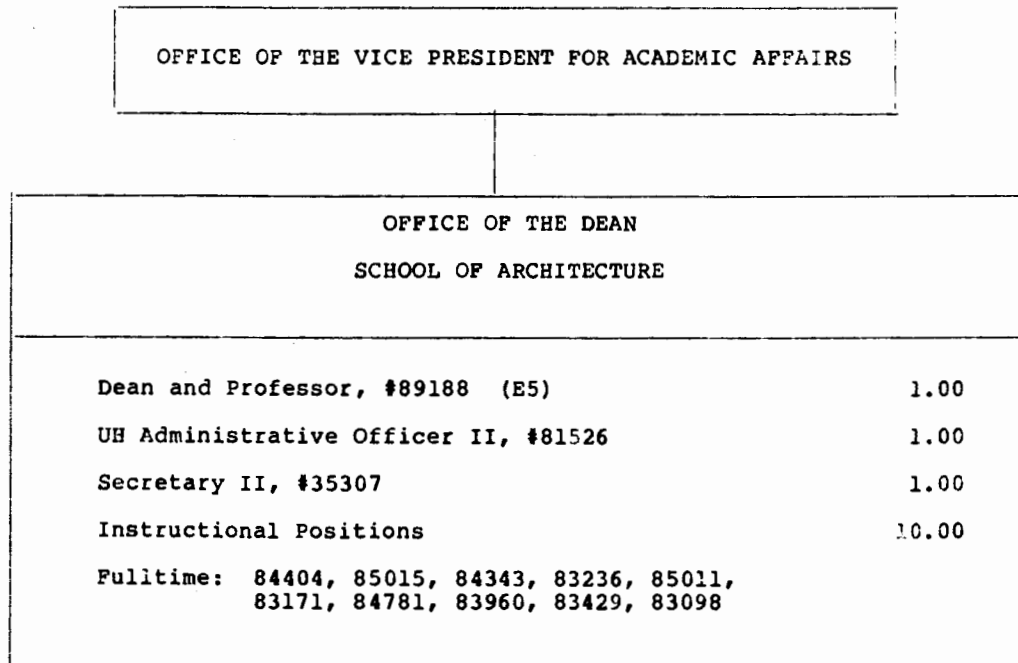 OFFICE OF THE VICE PRESIDENT FOR ACADEMIC AFFAIRS
OFFICE OF THE DEAN
SCHOOL OF ARCHITECTURE
Dean and Professor, #89188 (E5) 1.00
UH Administrative Officer II, #81526 1.00
Secretary II, #35307 1.00
Instructional Positions 10.00
Fulltime: 84404, 85015, 84343, 83236, 85011,
83171, 84781, 83960, 83429, 83098